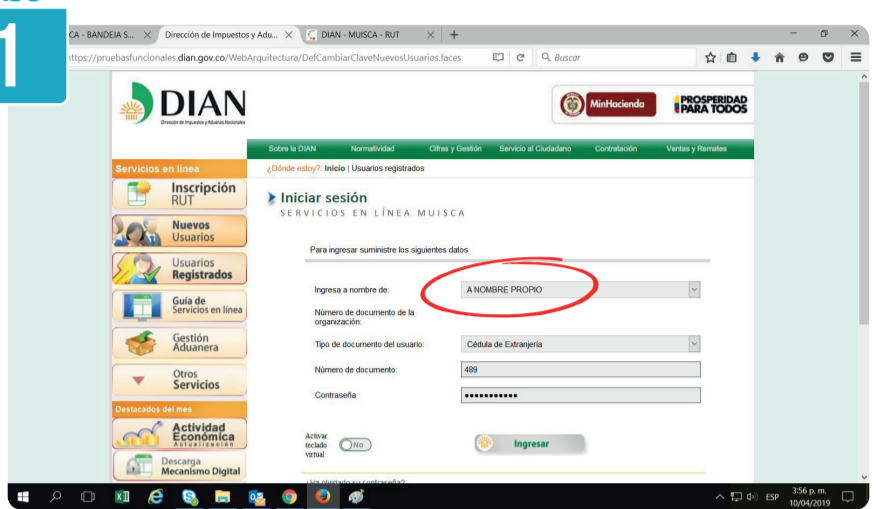 1
CA - BANDEJA S...
Dirección de Impuestos y Adu...
DIAN - MUISCA - RUT
https://pruebasfuncionales.dian.gov.co/WebArquitectura/DefCambiarClaveNuevosUsuarios.faces
Buscar
DIAN
Dirección de Impuestos y Aduanas Nacionales
MinHacienda
PROSPERIDAD
PARA TODOS
Sobre la DIAN Normatividad Cifras y Gestión Servicio al Ciudadano Contratación Ventas y Remates
Servicios en línea
¿Dónde estoy?: Inicio | Usuarios registrados
Inscripción
RUT
Nuevos
Usuarios
Usuarios
Registrados
Guía de
Servicios en línea
Gestión
Aduanera
Otros
Servicios
Destacados del mes
Actividad
Económica
Actualización
Descarga
Mecanismo Digital
Iniciar sesión
SERVICIOS EN LÍNEA MUISCA
Para ingresar suministre los siguientes datos
Ingresa a nombre de: A NOMBRE PROPIO
Número de documento de la
organización:
Tipo de documento del usuario: Cédula de Extranjería
Número de documento: 489
Contraseña •••••••••••
Activar
teclado
virtual
No
Ingresar
¿Ha olvidado su contraseña?
ESP
3:56 p. m.
10/04/2019